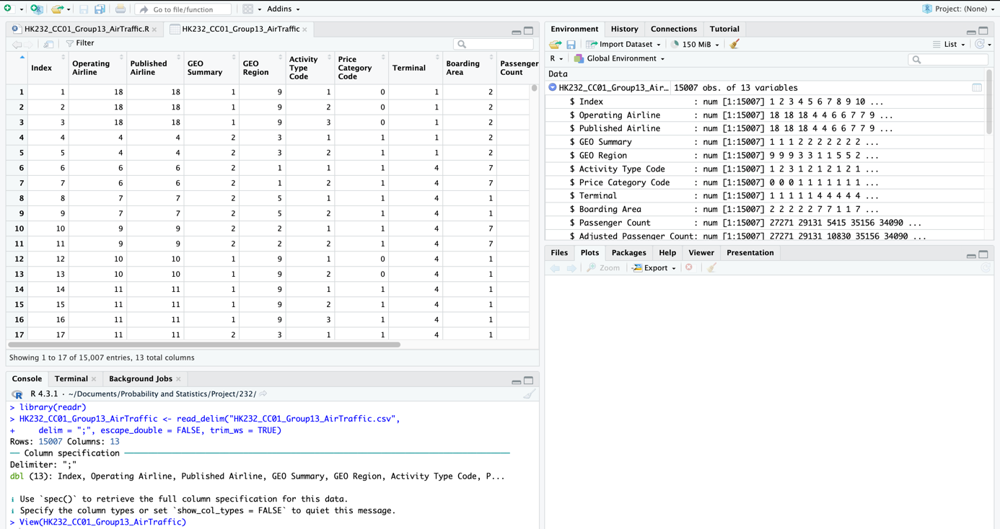 Go to file/function
Addins
Project: (None)
HK232_CC01_Group13_AirTraffic.R
HK232_CC01_Group13_AirTraffic
Filter
Index Operating Airline Published Airline GEO Summary GEO Region Activity Type Code Price Category Code Terminal Boarding Area Passenger Count
1 1 18 18 1 9 1 0 1 2
2 2 18 18 1 9 2 0 1 2
3 3 18 18 1 9 3 0 1 2
4 4 4 4 2 3 1 1 1 2
5 5 4 4 2 3 2 1 1 2
6 6 6 6 2 1 1 1 4 7
7 7 6 6 2 1 2 1 4 7
8 8 7 7 2 5 1 1 4 1
9 9 7 7 2 5 2 1 4 1
10 10 9 9 2 2 1 1 4 7
11 11 9 9 2 2 2 1 4 7
12 12 10 10 1 9 1 0 4 1
13 13 10 10 1 9 2 0 4 1
14 14 11 11 1 9 1 1 4 1
15 15 11 11 1 9 2 1 4 1
16 16 11 11 1 9 3 1 4 1
17 17 11 11 2 3 1 1 4 1
Showing 1 to 17 of 15,007 entries, 13 total columns
Console Terminal Background Jobs
R 4.3.1 · ~/Documents/Probability and Statistics/Project/232/
> library(readr)
> HK232_CC01_Group13_AirTraffic <- read_delim("HK232_CC01_Group13_AirTraffic.csv",
+     delim = ";", escape_double = FALSE, trim_ws = TRUE)
Rows: 15007 Columns: 13
── Column specification ──
Delimiter: ";"
dbl (13): Index, Operating Airline, Published Airline, GEO Summary, GEO Region, Activity Type Code, P...
ℹ Use `spec()` to retrieve the full column specification for this data.
ℹ Specify the column types or set `show_col_types = FALSE` to quiet this message.
> View(HK232_CC01_Group13_AirTraffic)
Environment History Connections Tutorial
Import Dataset 150 MiB List
R Global Environment
Data
HK232_CC01_Group13_Air… 15007 obs. of 13 variables
$ Index : num [1:15007] 1 2 3 4 5 6 7 8 9 10 ...
$ Operating Airline : num [1:15007] 18 18 18 4 4 6 6 7 7 9 ...
$ Published Airline : num [1:15007] 18 18 18 4 4 6 6 7 7 9 ...
$ GEO Summary : num [1:15007] 1 1 1 2 2 2 2 2 2 2 ...
$ GEO Region : num [1:15007] 9 9 9 3 3 1 1 5 5 2 ...
$ Activity Type Code : num [1:15007] 1 2 3 1 2 1 2 1 2 1 ...
$ Price Category Code : num [1:15007] 0 0 0 1 1 1 1 1 1 1 ...
$ Terminal : num [1:15007] 1 1 1 1 1 4 4 4 4 4 ...
$ Boarding Area : num [1:15007] 2 2 2 2 2 7 7 1 1 7 ...
$ Passenger Count : num [1:15007] 27271 29131 5415 35156 34090 ...
$ Adjusted Passenger Count: num [1:15007] 27271 29131 10830 35156 34090 ...
Files Plots Packages Help Viewer Presentation
Zoom Export